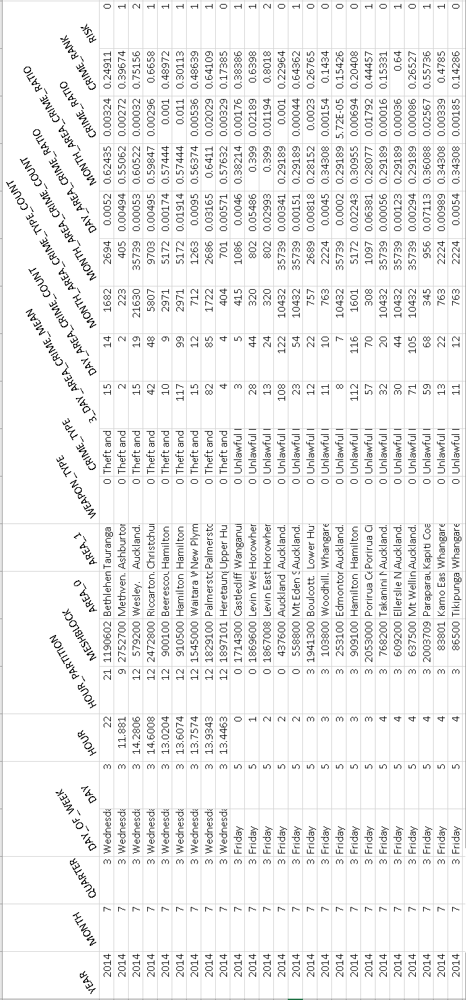 YEAR MONTH QUARTER DAY_OF_WEEK DAY HOUR HOUR_PARTITION MESHBLOCK AREA_0 AREA_1 WEAPON_TYPE CRIME_TYPE 3_DAY_AREA_CRIME_MEAN DAY_AREA_CRIME_COUNT MONTH_AREA_CRIME_TYPE_COUNT MONTH_AREA_CRIME_COUNT DAY_AREA_CRIME_RATIO MONTH_AREA_CRIME_RATIO CRIME_RATIO CRIME_RANK RISK
2014 7 3 Wednesda 3 22 21 1190602 Bethlehen Tauranga 0 Theft and 15 14 1682 2694 0.0052 0.62435 0.00324 0.24911 0
2014 7 3 Wednesda 3 11.881 9 2752700 Methven. Ashburtor 0 Theft and 2 2 223 405 0.00494 0.55062 0.00272 0.39674 1
2014 7 3 Wednesda 3 14.2806 12 579200 Wesley. Auckland. 0 Theft and 15 19 21630 35739 0.00053 0.60522 0.00032 0.75156 2
2014 7 3 Wednesda 3 14.6008 12 2472800 Riccarton. Christchui 0 Theft and 42 48 5807 9703 0.00495 0.59847 0.00296 0.6658 1
2014 7 3 Wednesda 3 13.0204 12 900100 Beerescou Hamilton 0 Theft and 10 9 2971 5172 0.00174 0.57444 0.001 0.48972 1
2014 7 3 Wednesda 3 13.6074 12 910500 Hamilton Hamilton 0 Theft and 117 99 2971 5172 0.01914 0.57444 0.011 0.30113 1
2014 7 3 Wednesda 3 13.7574 12 1545000 Waitara W New Plym 0 Theft and 15 12 712 1263 0.0095 0.56374 0.00536 0.48639 1
2014 7 3 Wednesda 3 13.9343 12 1829100 Palmerstc Palmerstc 0 Theft and 82 85 1722 2686 0.03165 0.6411 0.02029 0.64109 1
2014 7 3 Wednesda 3 13.4463 12 1897101 Heretaung Upper Hu 0 Theft and 4 4 404 701 0.00571 0.57632 0.00329 0.17385 0
2014 7 3 Friday 5 0 0 1714300 Castlecliff Wanganui 0 Unlawful I 3 5 415 1086 0.0046 0.38214 0.00176 0.38386 1
2014 7 3 Friday 5 1 0 1869600 Levin Wes Horowher 0 Unlawful I 28 44 320 802 0.05486 0.399 0.02189 0.6398 1
2014 7 3 Friday 5 2 0 1867008 Levin East Horowher 0 Unlawful I 13 24 320 802 0.02993 0.399 0.01194 0.8018 2
2014 7 3 Friday 5 2 0 437600 Auckland Auckland. 0 Unlawful I 108 122 10432 35739 0.00341 0.29189 0.001 0.22964 0
2014 7 3 Friday 5 2 0 558800 Mt Eden S Auckland. 0 Unlawful I 23 54 10432 35739 0.00151 0.29189 0.00044 0.64362 1
2014 7 3 Friday 5 3 3 1941300 Boulcott. Lower Hu 0 Unlawful I 12 22 757 2689 0.00818 0.28152 0.0023 0.26765 0
2014 7 3 Friday 5 3 3 103800 Woodhill. Whangare 0 Unlawful I 11 10 763 2224 0.0045 0.34308 0.00154 0.1434 0
2014 7 3 Friday 5 3 3 253100 Edmontor Auckland. 0 Unlawful I 8 7 10432 35739 0.0002 0.29189 5.72E-05 0.15426 0
2014 7 3 Friday 5 3 3 909100 Hamilton Hamilton 0 Unlawful I 112 116 1601 5172 0.02243 0.30955 0.00694 0.20408 0
2014 7 3 Friday 5 3 3 2053000 Porirua Ce Porirua Ci 0 Unlawful I 57 70 308 1097 0.06381 0.28077 0.01792 0.44457 1
2014 7 3 Friday 5 4 3 768200 Takanini N Auckland. 0 Unlawful I 32 20 10432 35739 0.00056 0.29189 0.00016 0.15331 0
2014 7 3 Friday 5 4 3 609200 Ellerslie N Auckland. 0 Unlawful I 30 44 10432 35739 0.00123 0.29189 0.00036 0.64 1
2014 7 3 Friday 5 4 3 637500 Mt Wellin Auckland. 0 Unlawful I 71 105 10432 35739 0.00294 0.29189 0.00086 0.26527 0
2014 7 3 Friday 5 4 3 2003709 Paraparau Kapiti Coa 0 Unlawful I 59 68 345 956 0.07113 0.36088 0.02567 0.55736 1
2014 7 3 Friday 5 4 3 83801 Kamo Eas Whangare 0 Unlawful I 13 22 763 2224 0.00989 0.34308 0.00339 0.4785 1
2014 7 3 Friday 5 4 3 86500 Tikipunga Whangare 0 Unlawful I 11 12 763 2224 0.0054 0.34308 0.00185 0.14286 0